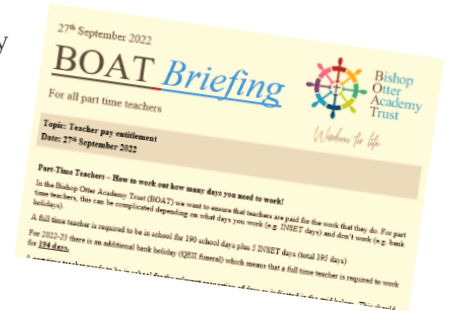 y
27th September 2022
BOAT Briefing
For all part time teachers
Bishop
Otter
Academy
Trust
Wisdom for life
Topic: Teacher pay entitlement
Date: 27th September 2022
Part-Time Teachers – How to work out how many days you need to work!
In the Bishop Otter Academy Trust (BOAT) we want to ensure that teachers are paid for the work that they do. For part
time teachers, this can be complicated depending on what days you work (e.g. INSET days) and don't work (e.g. bank
holidays).
A full time teacher is required to be in school for 190 school days plus 5 INSET days (total 195 days)
For 2022-23 there is an additional bank holiday (QEII funeral) which means that a full time teacher is required to work
for 194 days.